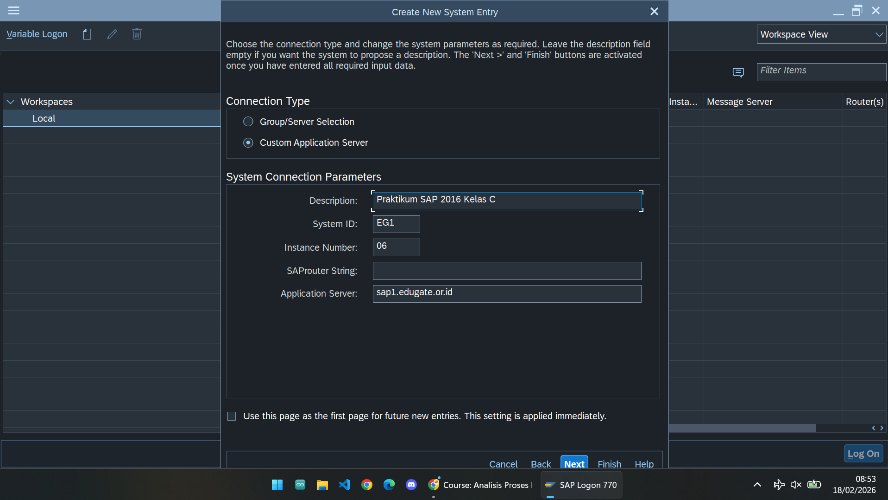 Create New System Entry
Variable Logon
Workspace View
Choose the connection type and change the system parameters as required. Leave the description field
empty if you want the system to propose a description. The 'Next >' and 'Finish' buttons are activated
once you have entered all required input data.
Filter Items
Workspaces
Connection Type
Insta... Message Server Router(s)
Local
Group/Server Selection
Custom Application Server
System Connection Parameters
Description: Praktikum SAP 2016 Kelas C
System ID: EG1
Instance Number: 06
SAProuter String:
Application Server: sap1.edugate.or.id
Use this page as the first page for future new entries. This setting is applied immediately.
Cancel Back Next Finish Help
Log On
Course: Analisis Proses
SAP Logon 770
08:53
18/02/2026